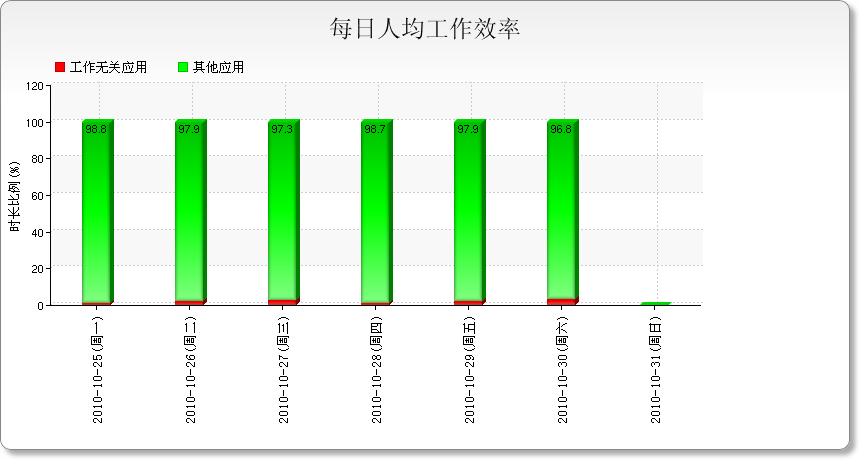 每日人均工作效率
工作无关应用 其他应用
时长比例(%)
120
100
80
60
40
20
0
98.8 97.9 97.3 98.7 97.9 96.8
2010-10-25(周一)
2010-10-26(周二)
2010-10-27(周三)
2010-10-28(周四)
2010-10-29(周五)
2010-10-30(周六)
2010-10-31(周日)